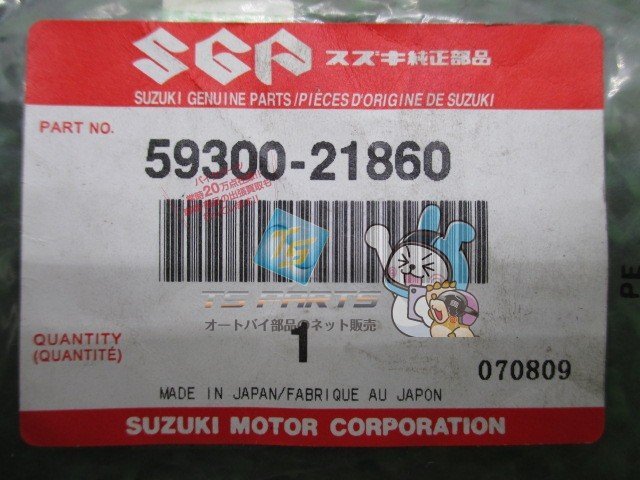 SGP スズキ純正部品
SUZUKI GENUINE PARTS/PIÈCES D'ORIGINE DE SUZUKI
PART NO.
59300-21860
TS PARTS
オートバイ部品のネット販売
QUANTITY
(QUANTITÉ)
1
070809
MADE IN JAPAN/FABRIQUE AU JAPON
SUZUKI MOTOR CORPORATION
PE